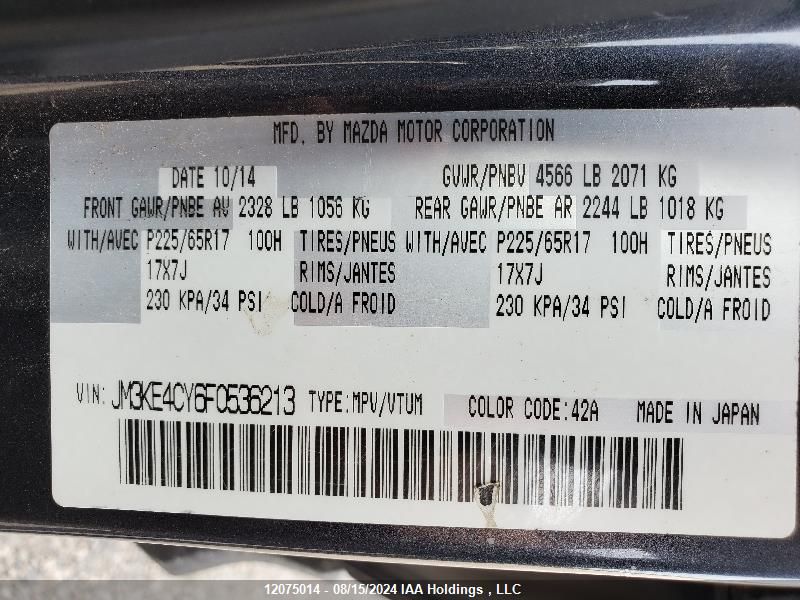 MFD. BY MAZDA MOTOR CORPORATION
DATE 10/14 GVWR/PNBV 4566 LB 2071 KG
FRONT GAWR/PNBE AV 2328 LB 1056 KG REAR GAWR/PNBE AR 2244 LB 1018 KG
WITH/AVEC P225/65R17 100H TIRES/PNEUS WITH/AVEC P225/65R17 100H TIRES/PNEUS
17X7J RIMS/JANTES 17X7J RIMS/JANTES
230 KPA/34 PSI COLD/A FROID 230 KPA/34 PSI COLD/A FROID
VIN: JM3KE4CY6F0536213 TYPE:MPV/VTUM COLOR CODE:42A MADE IN JAPAN
12075014 - 08/15/2024 IAA Holdings , LLC